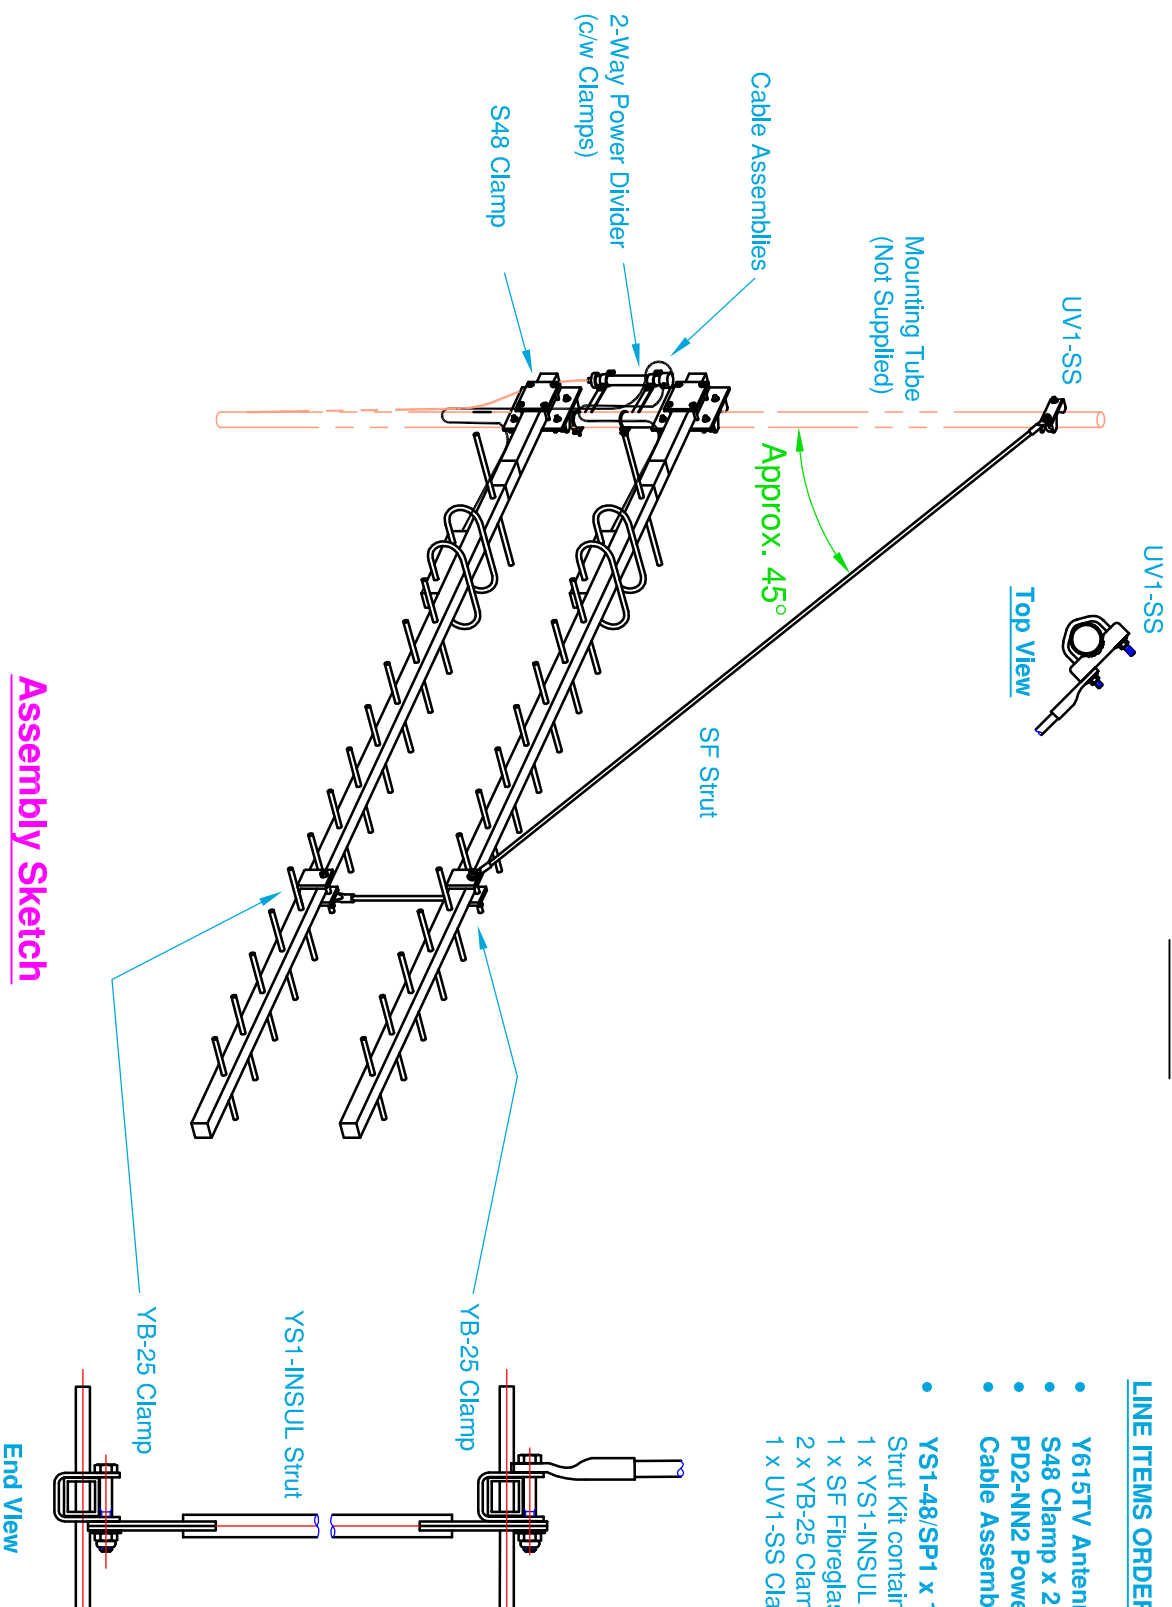 UV1-SS
Top View
LINE ITEMS ORDER
• Y615TV Anten
• S48 Clamp x 2
• PD2-NN2 Powe
• Cable Assemb
• YS1-48/SP1 x
Strut Kit contain
1 x YS1-INSUL
1 x SF Fibreglas
2 x YB-25 Clam
1 x UV1-SS Cla
UV1-SS
Mounting Tube
(Not Supplied)
Cable Assemblies
2-Way Power Divider
(c/w Clamps)
S48 Clamp
Approx. 45°
SF Strut
YB-25 Clamp
YS1-INSUL Strut
YB-25 Clamp
Assembly Sketch
End View